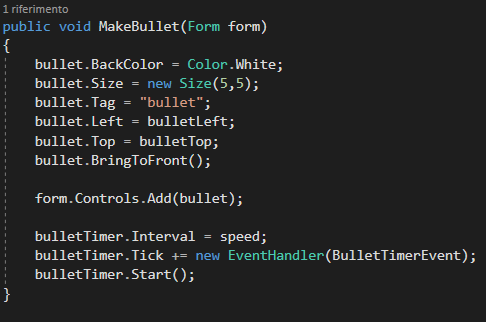 1 riferimento
public void MakeBullet(Form form)
{
bullet.BackColor = Color.White;
bullet.Size = new Size(5,5);
bullet.Tag = "bullet";
bullet.Left = bulletLeft;
bullet.Top = bulletTop;
bullet.BringToFront();
form.Controls.Add(bullet);
bulletTimer.Interval = speed;
bulletTimer.Tick += new EventHandler(BulletTimerEvent);
bulletTimer.Start();
}